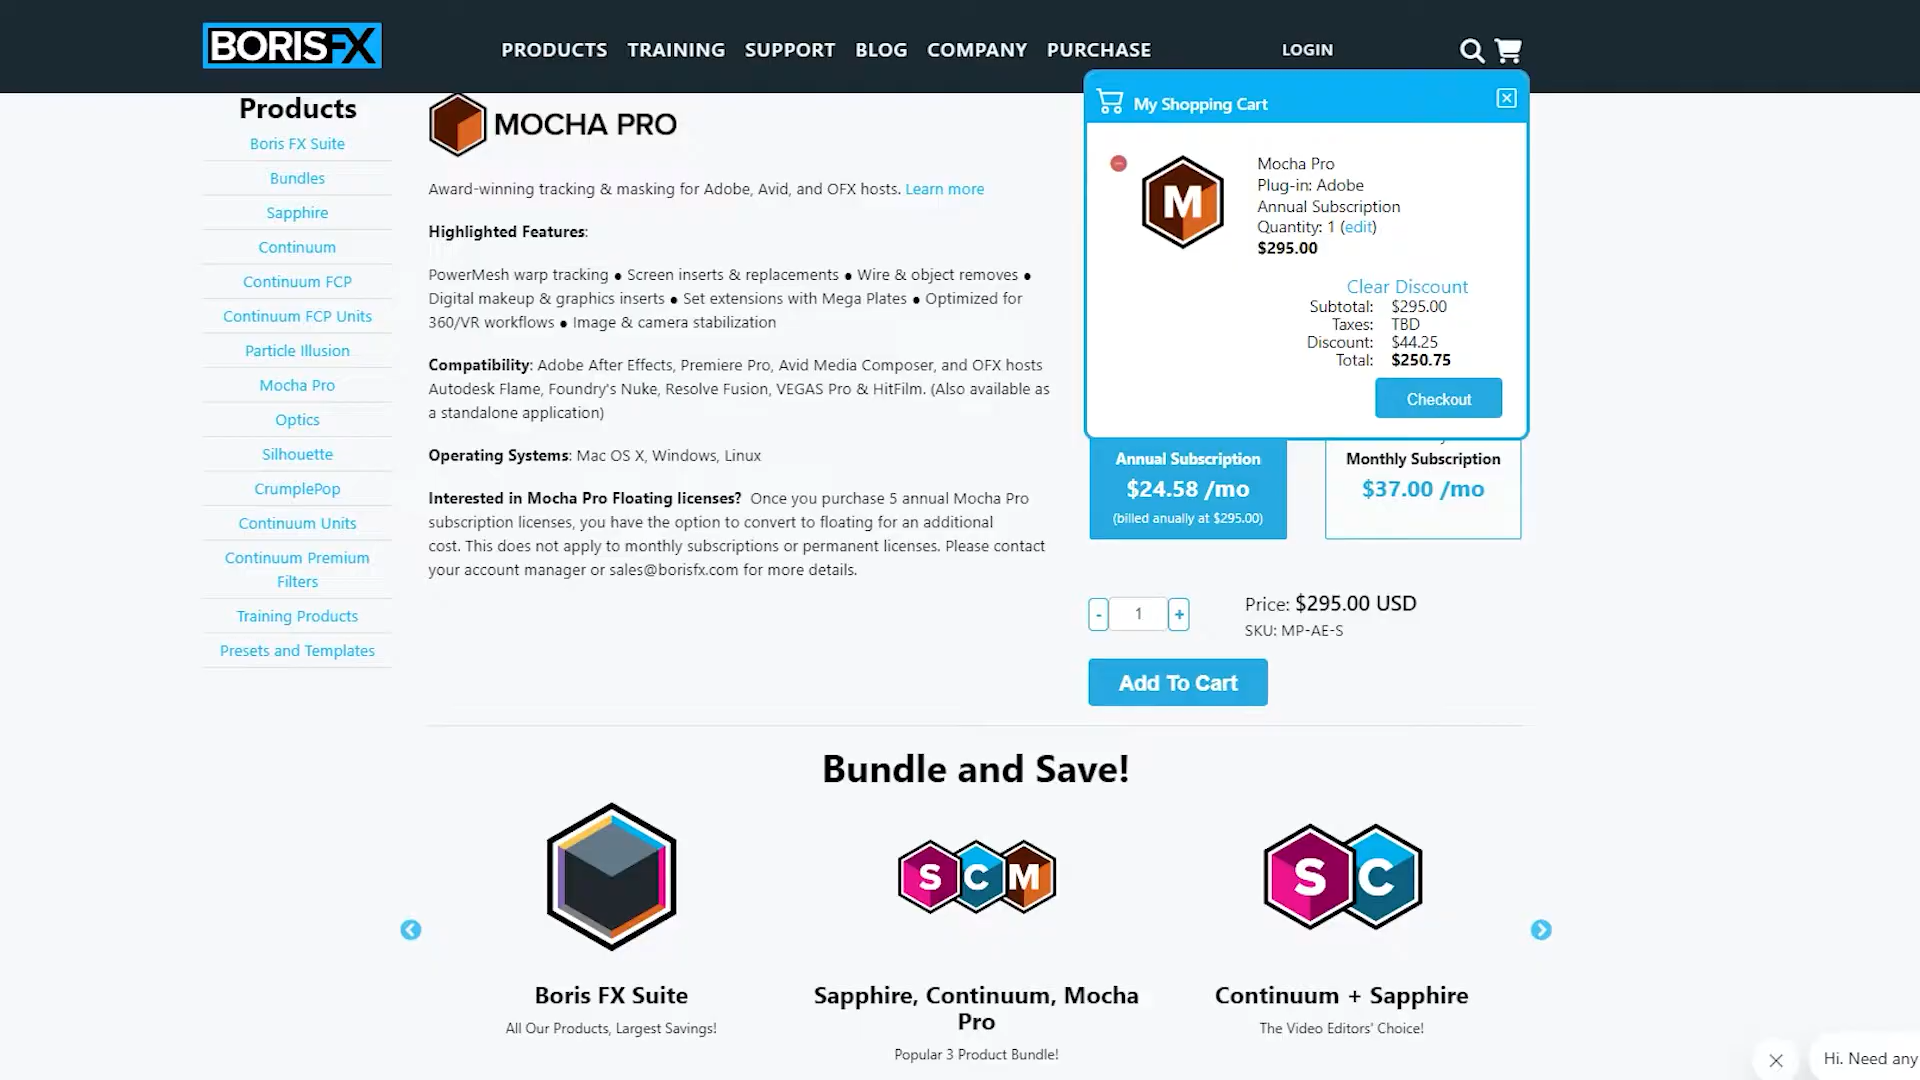 BORISFX
PRODUCTS TRAINING SUPPORT BLOG COMPANY PURCHASE
LOGIN
Products
Boris FX Suite
Bundles
Sapphire
Continuum
Continuum FCP
Continuum FCP Units
Particle Illusion
Mocha Pro
Optics
Silhouette
CrumplePop
Continuum Units
Continuum Premium
Filters
Training Products
Presets and Templates
MOCHA PRO
Award-winning tracking & masking for Adobe, Avid, and OFX hosts. Learn more
Highlighted Features:
PowerMesh warp tracking ● Screen inserts & replacements ● Wire & object removes ●
Digital makeup & graphics inserts ● Set extensions with Mega Plates ● Optimized for
360/VR workflows ● Image & camera stabilization
Compatibility: Adobe After Effects, Premiere Pro, Avid Media Composer, and OFX hosts
Autodesk Flame, Foundry's Nuke, Resolve Fusion, VEGAS Pro & HitFilm. (Also available as
a standalone application)
Operating Systems: Mac OS X, Windows, Linux
Interested in Mocha Pro Floating licenses? Once you purchase 5 annual Mocha Pro
subscription licenses, you have the option to convert to floating for an additional
cost. This does not apply to monthly subscriptions or permanent licenses. Please contact
your account manager or sales@borisfx.com for more details.
My Shopping Cart
M
Mocha Pro
Plug-in: Adobe
Annual Subscription
Quantity: 1 (edit)
$295.00
Clear Discount
Subtotal: $295.00
Taxes: TBD
Discount: $44.25
Total: $250.75
Checkout
Annual Subscription
$24.58 /mo
(billed anually at $295.00)
Monthly Subscription
$37.00 /mo
- 1 +
Price: $295.00 USD
SKU: MP-AE-S
Add To Cart
Bundle and Save!
Boris FX Suite
All Our Products, Largest Savings!
S C M
Sapphire, Continuum, Mocha
Pro
Popular 3 Product Bundle!
S C
Continuum + Sapphire
The Video Editors' Choice!
Hi. Need any